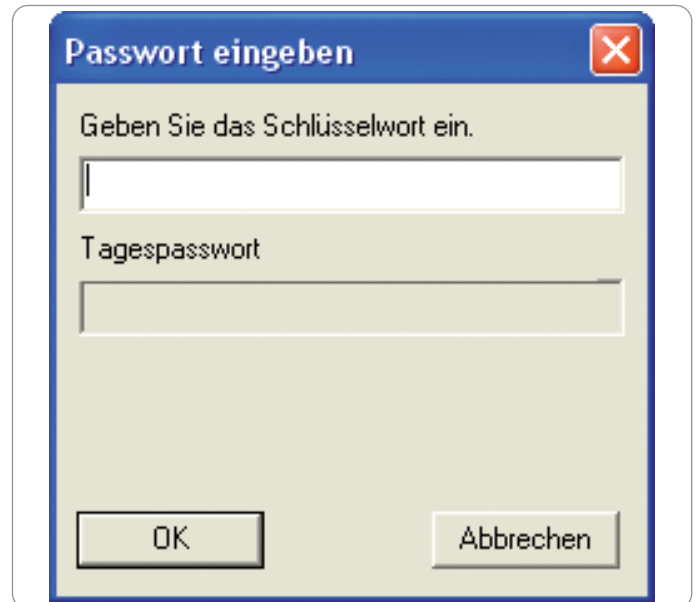 Passwort eingeben
Geben Sie das Schlüsselwort ein.
Tagespasswort
OK
Abbrechen